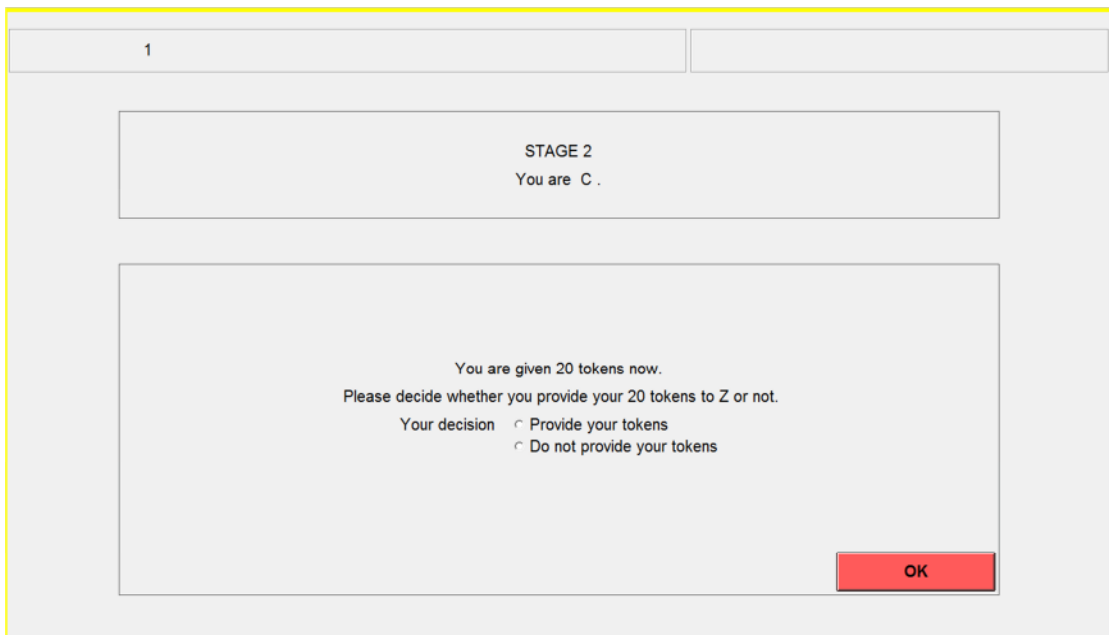 1
STAGE 2
You are C .
You are given 20 tokens now.
Please decide whether you provide your 20 tokens to Z or not.
Your decision Provide your tokens
Do not provide your tokens
OK